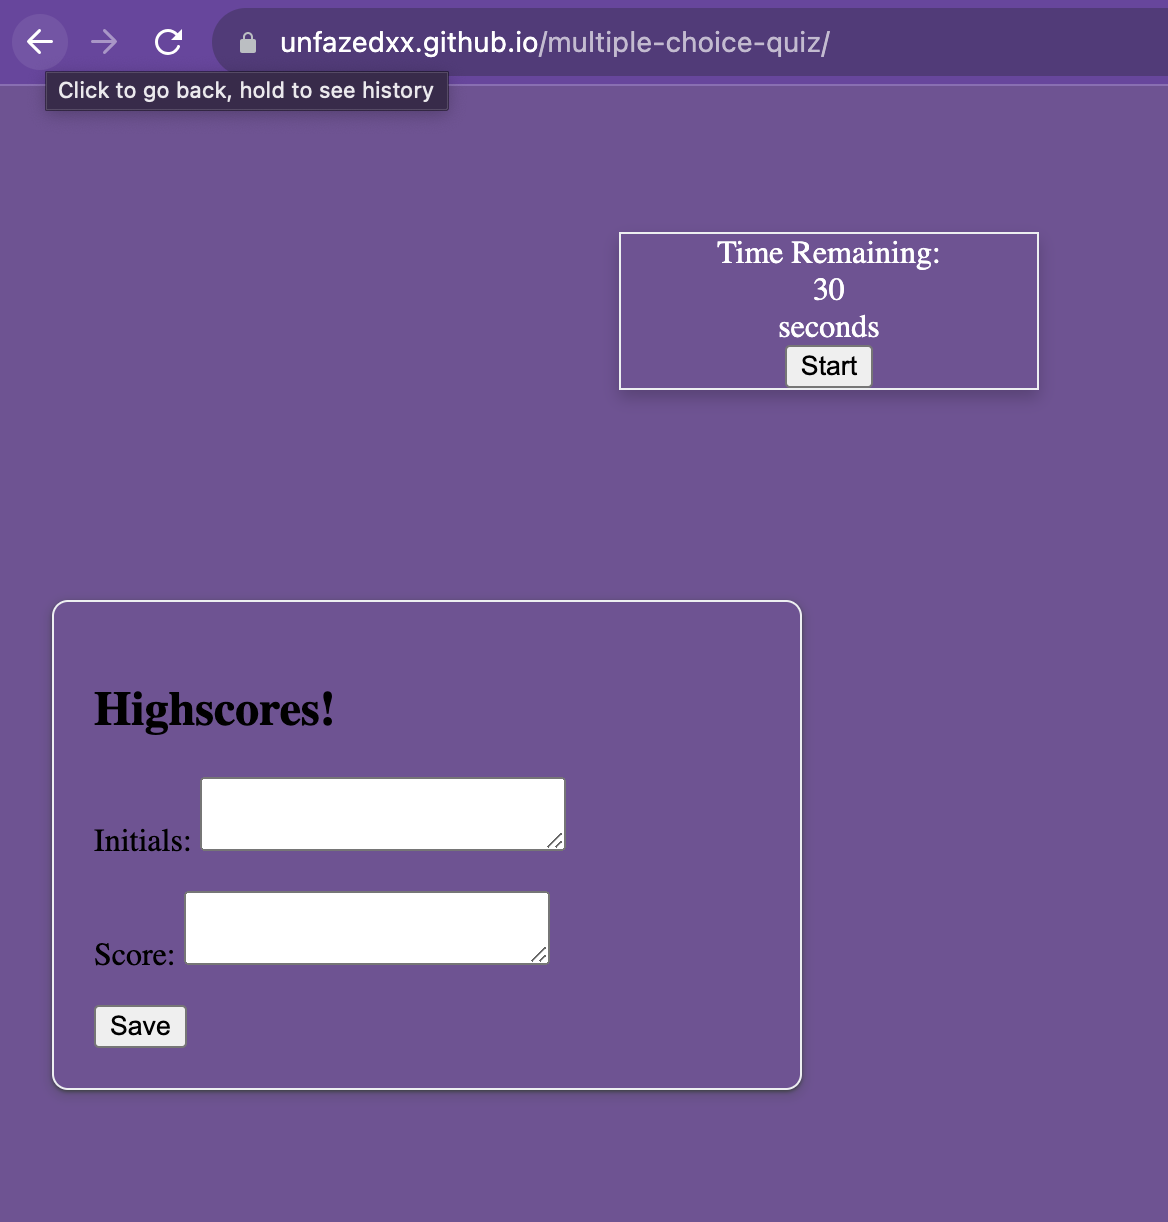 unfazedxx.github.io/multiple-choice-quiz/
Click to go back, hold to see history
Time Remaining:
30
seconds
Start
Highscores!
Initials:
Score:
Save